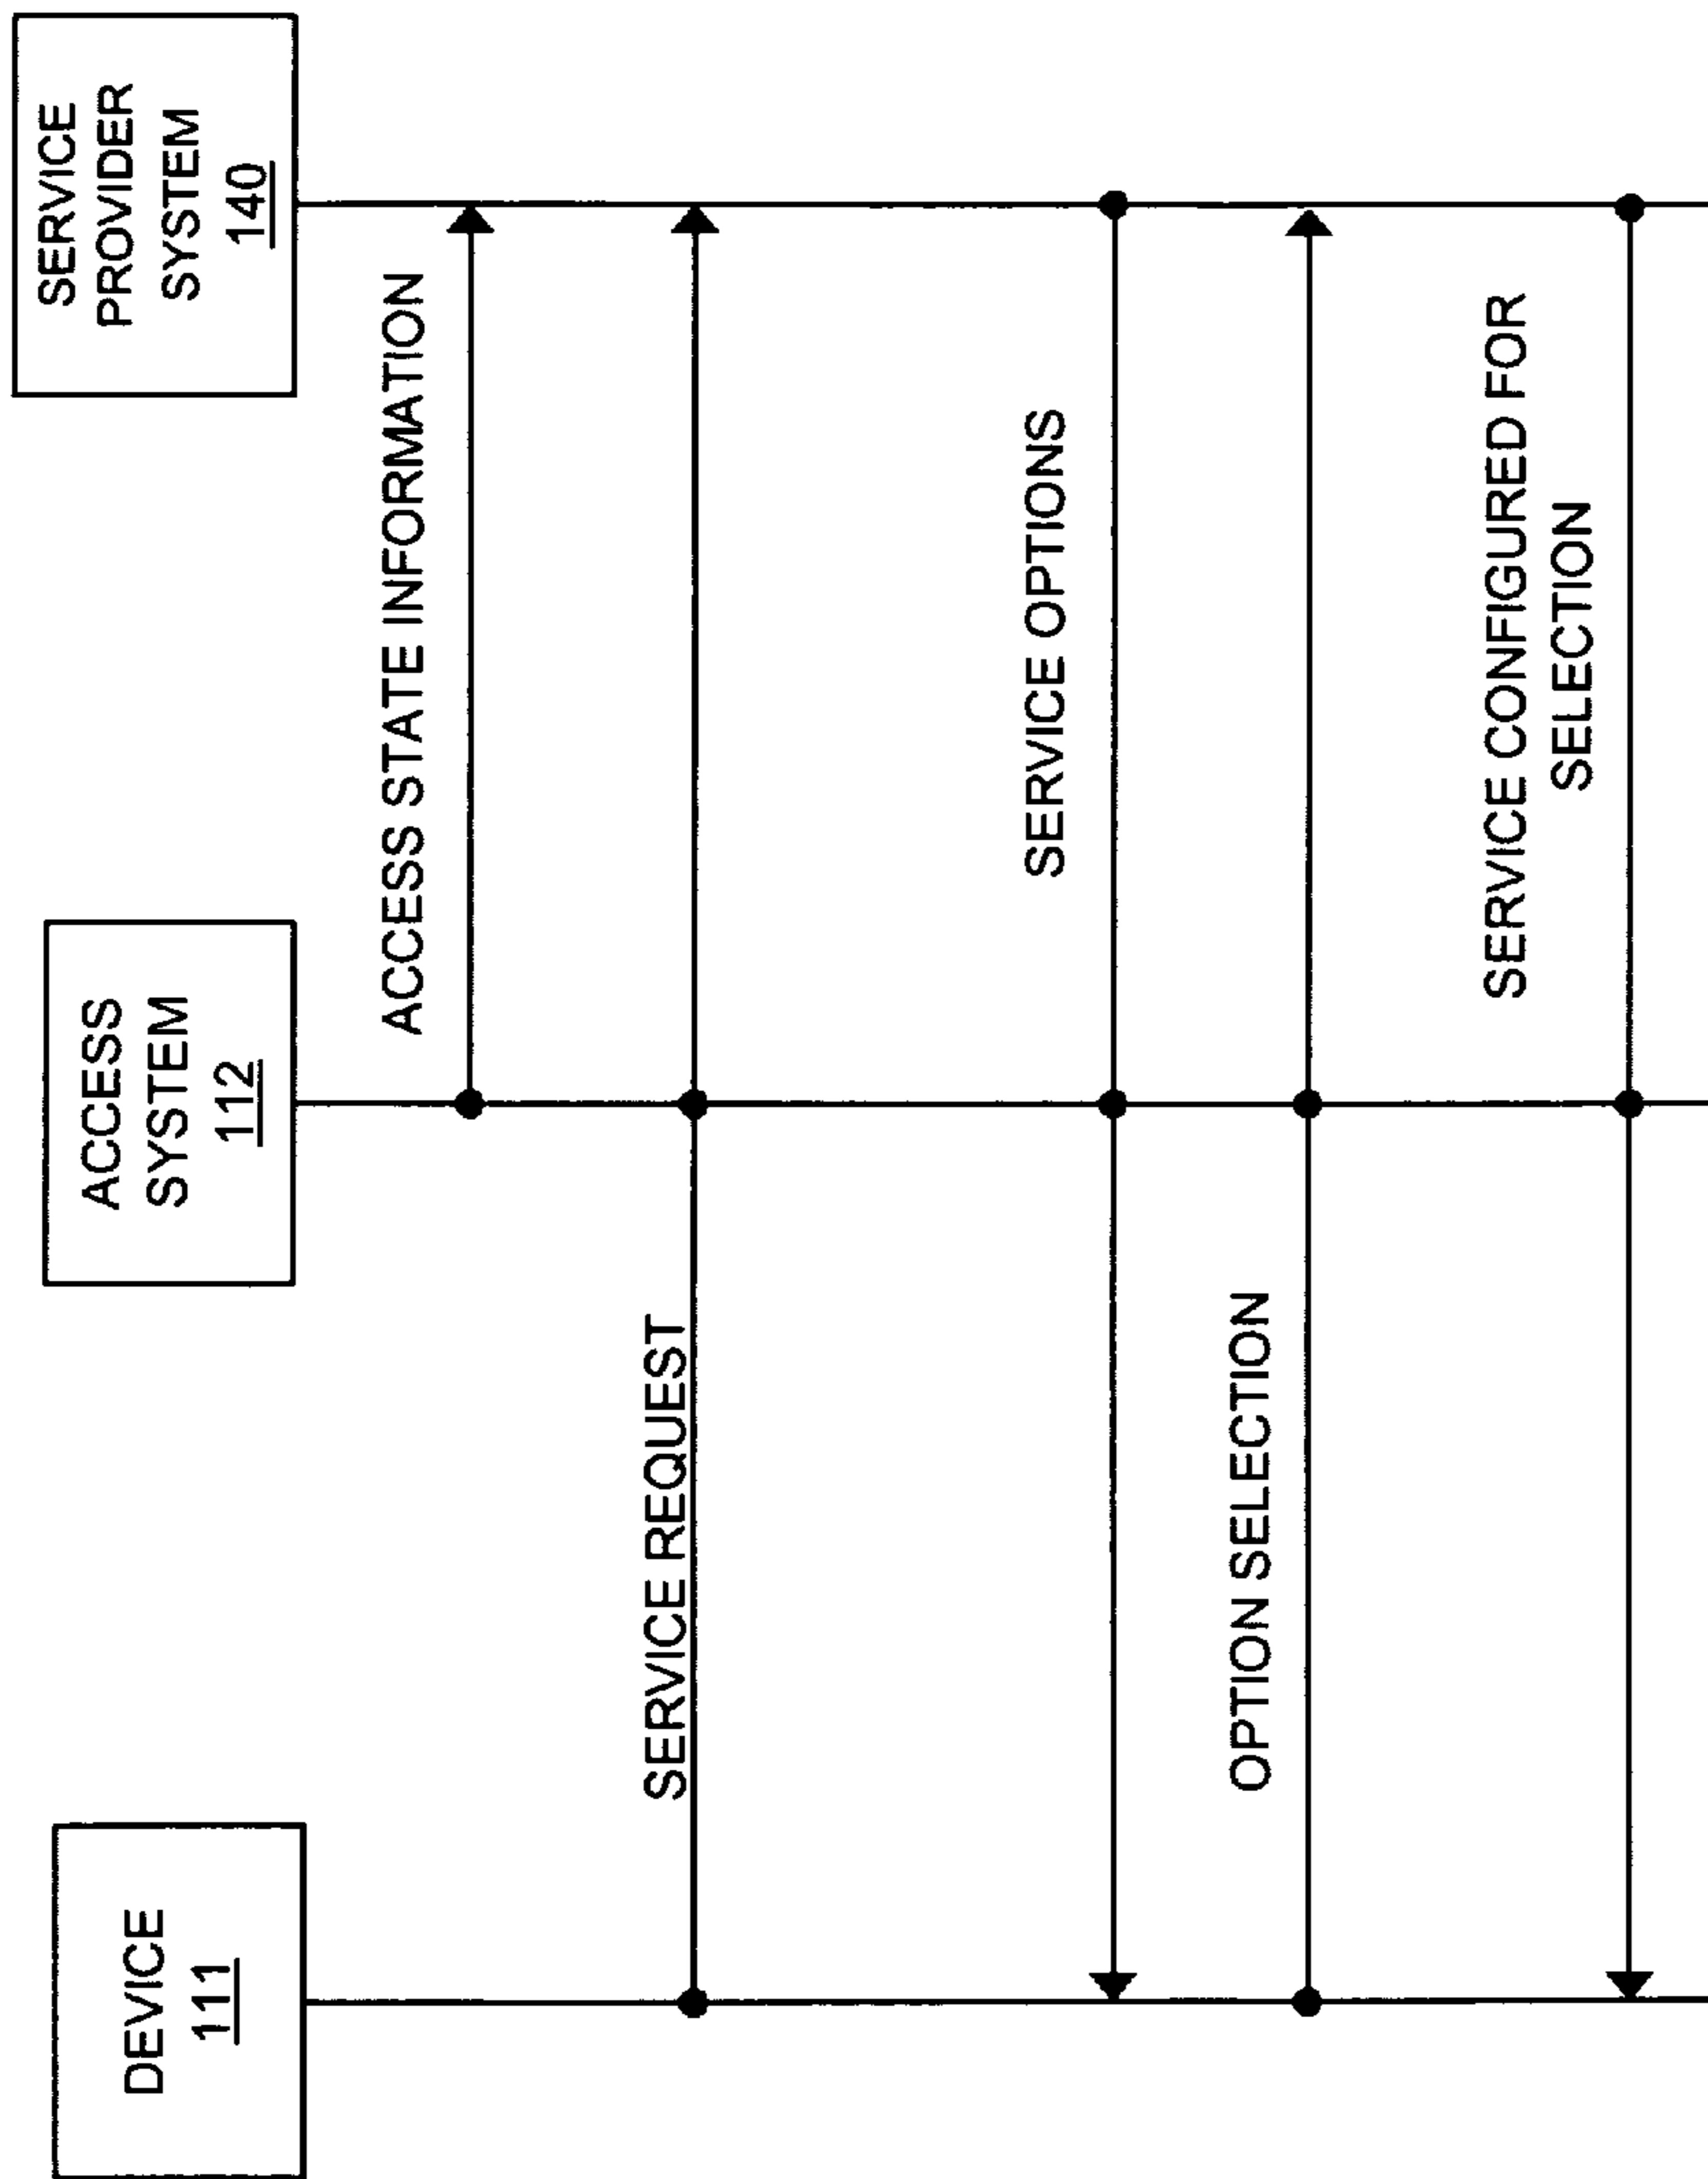 DEVICE
111
ACCESS
SYSTEM
112
SERVICE
PROVIDER
SYSTEM
140
ACCESS STATE INFORMATION
SERVICE REQUEST
SERVICE OPTIONS
OPTION SELECTION
SERVICE CONFIGURED FOR
SELECTION